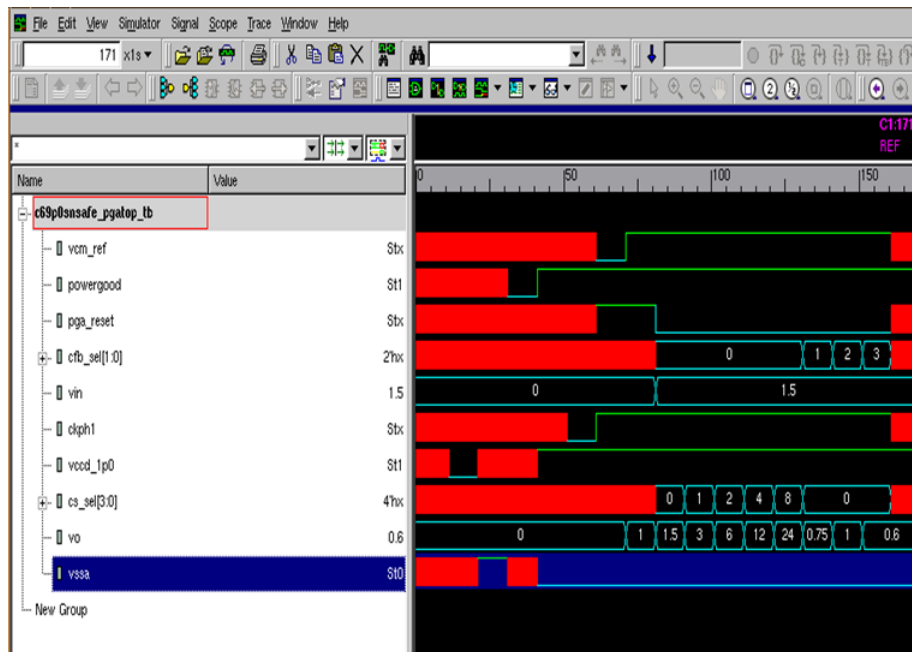 File Edit View Simulator Signal Scope Trace Window Help
171 x1s
C1:171
REF
*
Name Value 0 50 100 150
c69p0snsafe_pgatop_tb
vcm_ref Stx
powergood St1
pga_reset Stx
cfb_sel[1:0] 2'hx 0 1 2 3
vin 1.5 0 1.5
ckph1 Stx
vccd_1p0 St1
cs_sel[3:0] 4'hx 0 1 2 4 8 0
vo 0.6 0 1 1.5 3 6 12 24 0.75 1 0.6
vssa St0
New Group